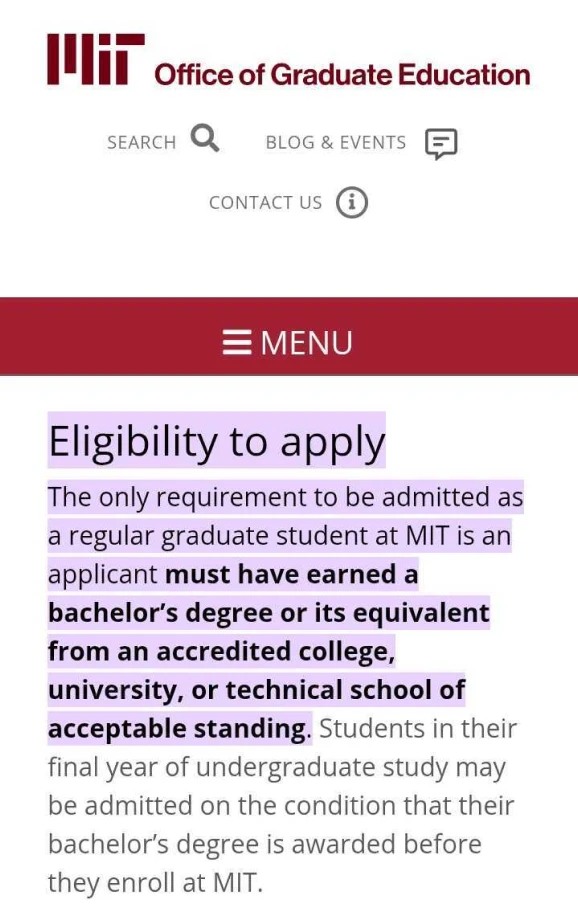 MIT Office of Graduate Education
SEARCH BLOG & EVENTS
CONTACT US
MENU
Eligibility to apply
The only requirement to be admitted as
a regular graduate student at MIT is an
applicant must have earned a
bachelor’s degree or its equivalent
from an accredited college,
university, or technical school of
acceptable standing. Students in their
final year of undergraduate study may
be admitted on the condition that their
bachelor’s degree is awarded before
they enroll at MIT.